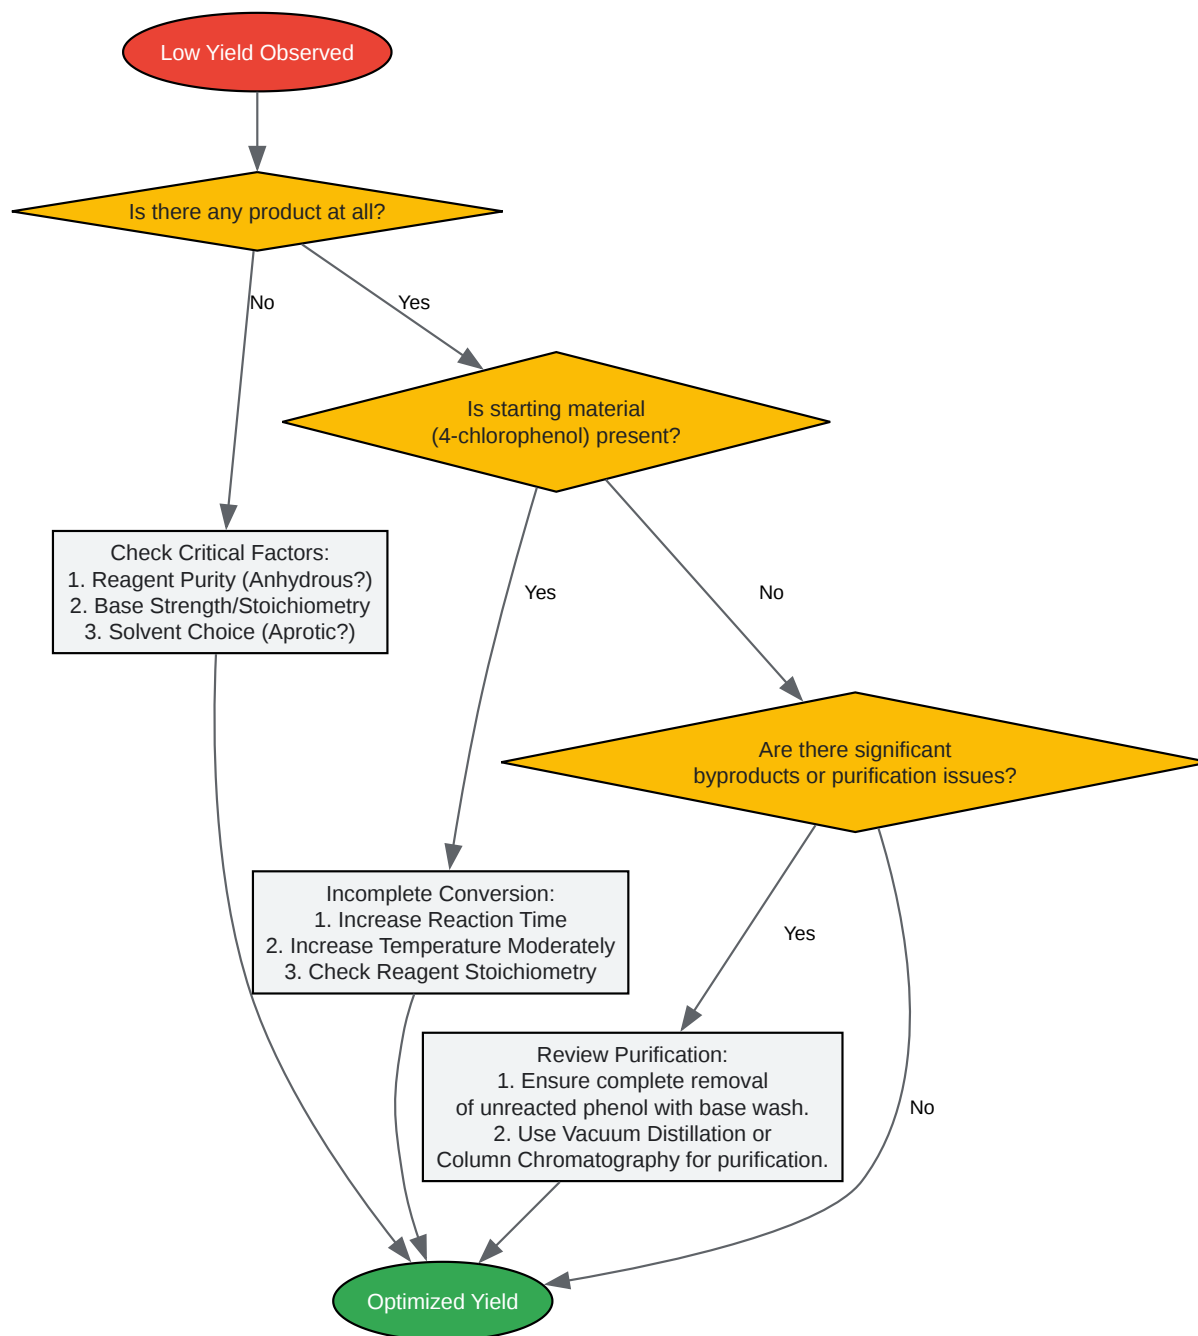 Low Yield Observed
Is there any product at all?
No
Yes
Is starting material
(4-chlorophenol) present?
Check Critical Factors:
1. Reagent Purity (Anhydrous?)
2. Base Strength/Stoichiometry
3. Solvent Choice (Aprotic?)
Yes
No
Are there significant
byproducts or purification issues?
Incomplete Conversion:
1. Increase Reaction Time
2. Increase Temperature Moderately
3. Check Reagent Stoichiometry
Yes
Review Purification:
1. Ensure complete removal
of unreacted phenol with base wash.
2. Use Vacuum Distillation or
Column Chromatography for purification.
No
Optimized Yield